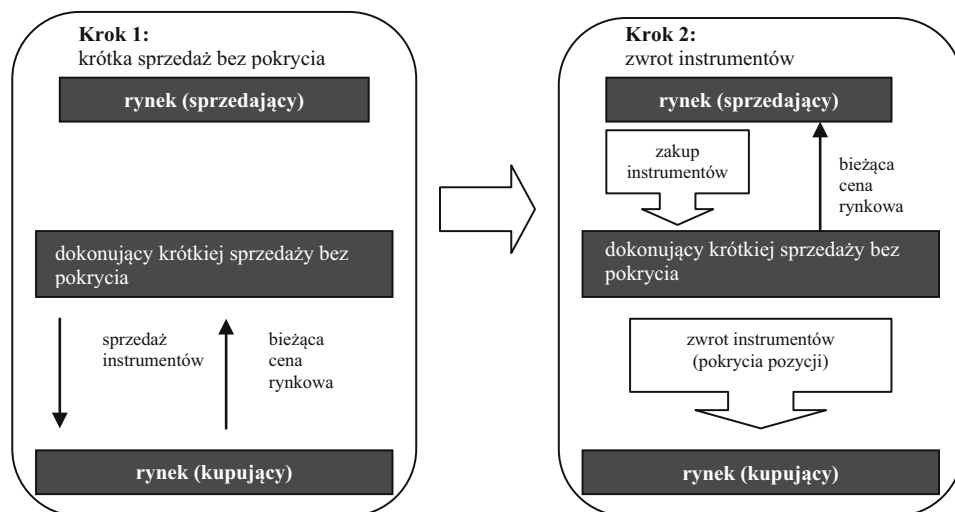 Krok 1:
krótka sprzedaż bez pokrycia
rynek (sprzedający)
dokonujący krótkiej sprzedaży bez
pokrycia
sprzedaż
instrumentów
bieżąca
cena
rynkowa
rynek (kupujący)
Krok 2:
zwrot instrumentów
rynek (sprzedający)
zakup
instrumentów
bieżąca
cena
rynkowa
dokonujący krótkiej sprzedaży bez
pokrycia
zwrot instrumentów
(pokrycia pozycji)
rynek (kupujący)